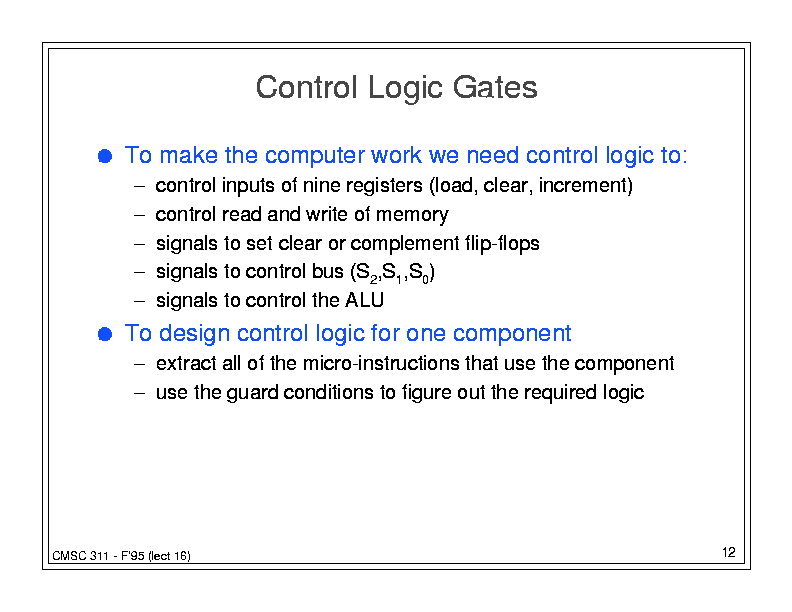 Control Logic Gates
● To make the computer work we need control logic to:
– control inputs of nine registers (load, clear, increment)
– control read and write of memory
– signals to set clear or complement flip-flops
– signals to control bus (S2,S1,S0)
– signals to control the ALU
● To design control logic for one component
– extract all of the micro-instructions that use the component
– use the guard conditions to figure out the required logic
CMSC 311 - F'95 (lect 16)
12